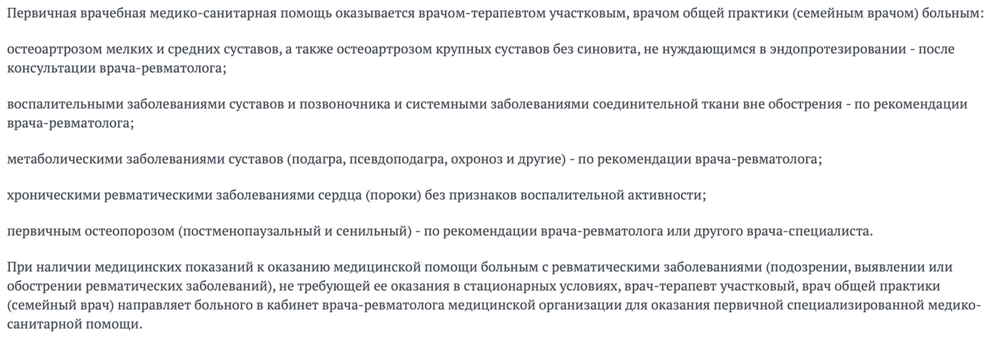 Первичная врачебная медико-санитарная помощь оказывается врачом-терапевтом участковым, врачом общей практики (семейным врачом) больным:
остеоартрозом мелких и средних суставов, а также остеоартрозом крупных суставов без синовита, не нуждающимся в эндопротезировании - после
консультации врача-ревматолога;
воспалительными заболеваниями суставов и позвоночника и системными заболеваниями соединительной ткани вне обострения - по рекомендации
врача-ревматолога;
метаболическими заболеваниями суставов (подагра, псевдоподагра, охроноз и другие) - по рекомендации врача-ревматолога;
хроническими ревматическими заболеваниями сердца (пороки) без признаков воспалительной активности;
первичным остеопорозом (постменопаузальный и сенильный) - по рекомендации врача-ревматолога или другого врача-специалиста.
При наличии медицинских показаний к оказанию медицинской помощи больным с ревматическими заболеваниями (подозрении, выявлении или
обострении ревматических заболеваний), не требующей ее оказания в стационарных условиях, врач-терапевт участковый, врач общей практики
(семейный врач) направляет больного в кабинет врача-ревматолога медицинской организации для оказания первичной специализированной медико-
санитарной помощи.